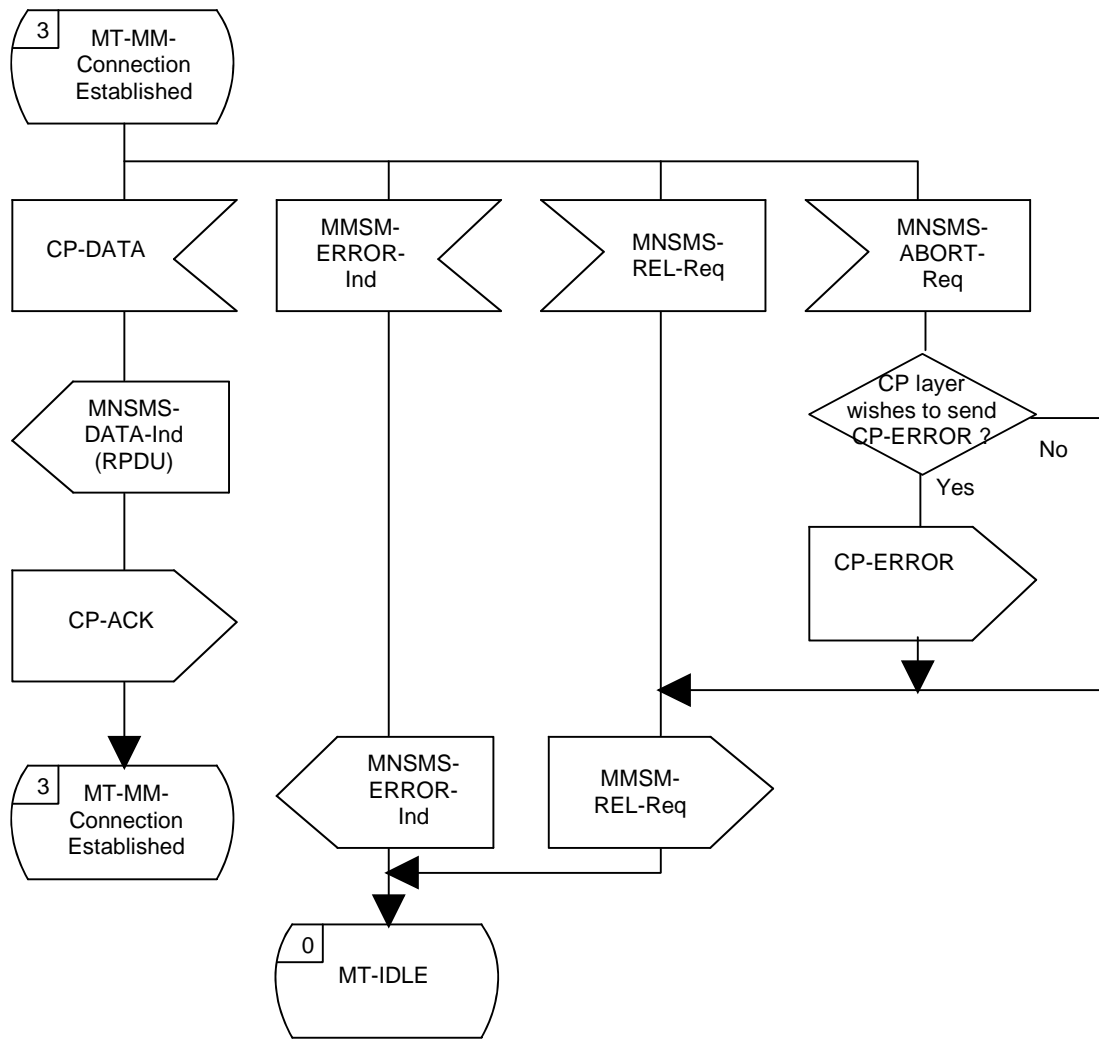 3
MT-MM-
Connection
Established
CP-DATA
MMSM-
ERROR-
Ind
MNSMS-
REL-Req
MNSMS-
ABORT-
Req
MNSMS-
DATA-Ind
(RPDU)
CP layer
wishes to send
CP-ERROR ?
No
Yes
CP-ACK
CP-ERROR
3
MT-MM-
Connection
Established
MNSMS-
ERROR-
Ind
MMSM-
REL-Req
0
MT-IDLE